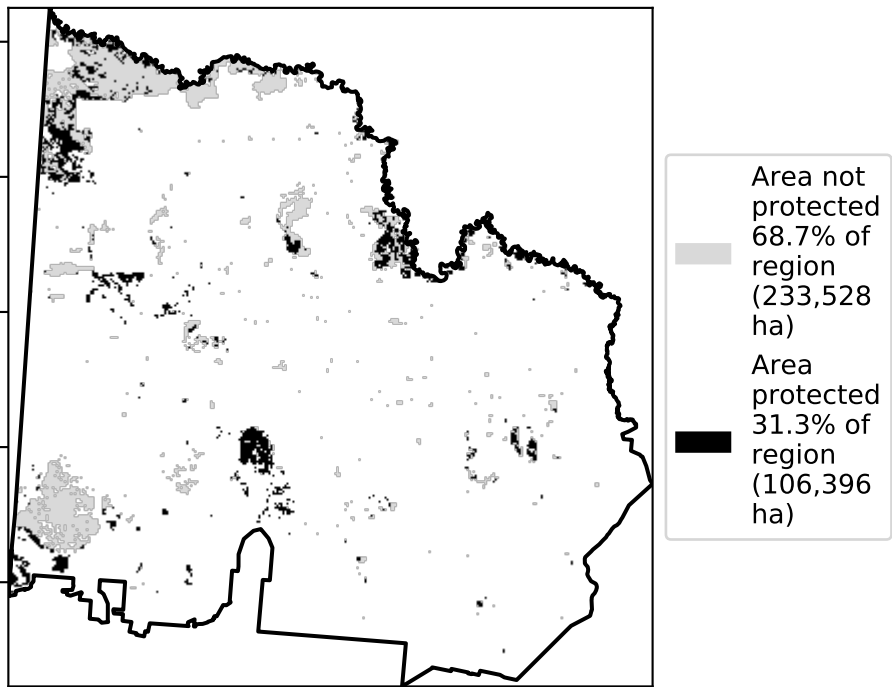 Area not
protected
68.7% of
region
(233,528
ha)
Area
protected
31.3% of
region
(106,396
ha)